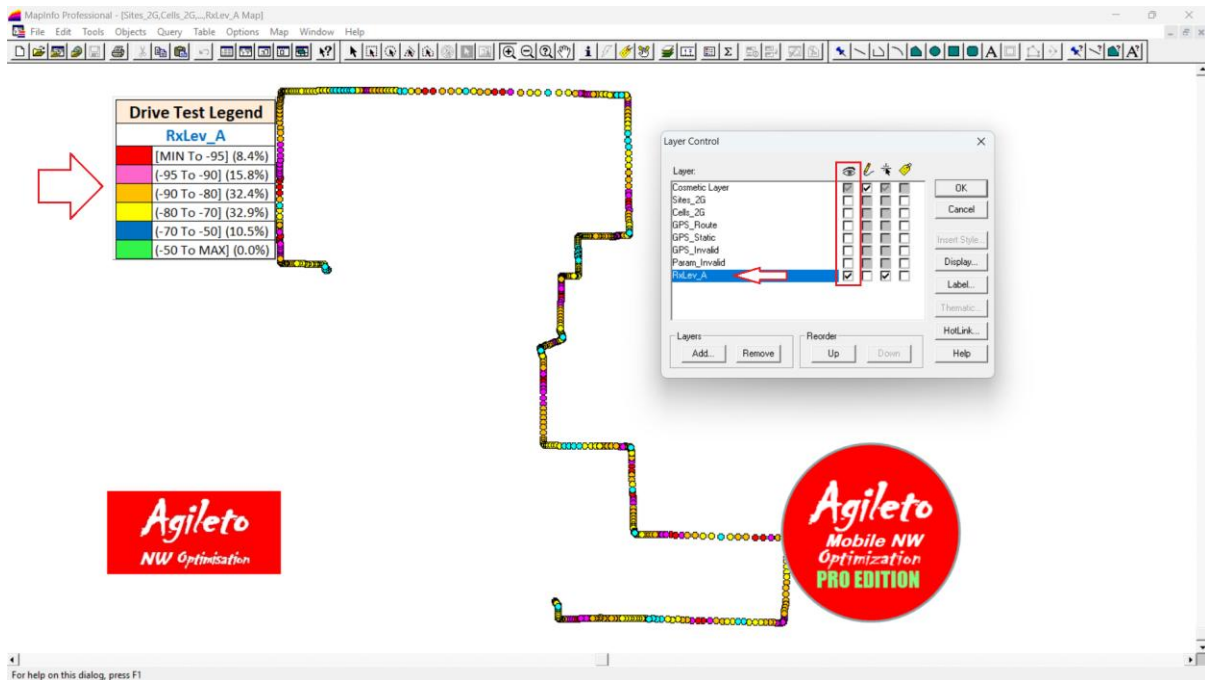 MapInfo Professional - [Sites_2G,Cells_2G,...,RxLev_A Map]
File Edit Tools Objects Query Table Options Map Window Help
Drive Test Legend
RxLev_A
[MIN To -95] (8.4%)
(-95 To -90] (15.8%)
(-90 To -80] (32.4%)
(-80 To -70] (32.9%)
(-70 To -50] (10.5%)
(-50 To MAX] (0.0%)
Layer Control
Layer:
Cosmetic Layer
Sites_2G
Cells_2G
GPS_Route
GPS_Static
GPS_Invalid
Param_Invalid
RxLev_A
OK
Cancel
Insert Style...
Display...
Label...
Thematic...
HotLink...
Help
Layers
Add...
Remove
Reorder
Up
Down
Agileto
NW Optimisation
Agileto
Mobile NW
Optimization
PRO EDITION
For help on this dialog, press F1